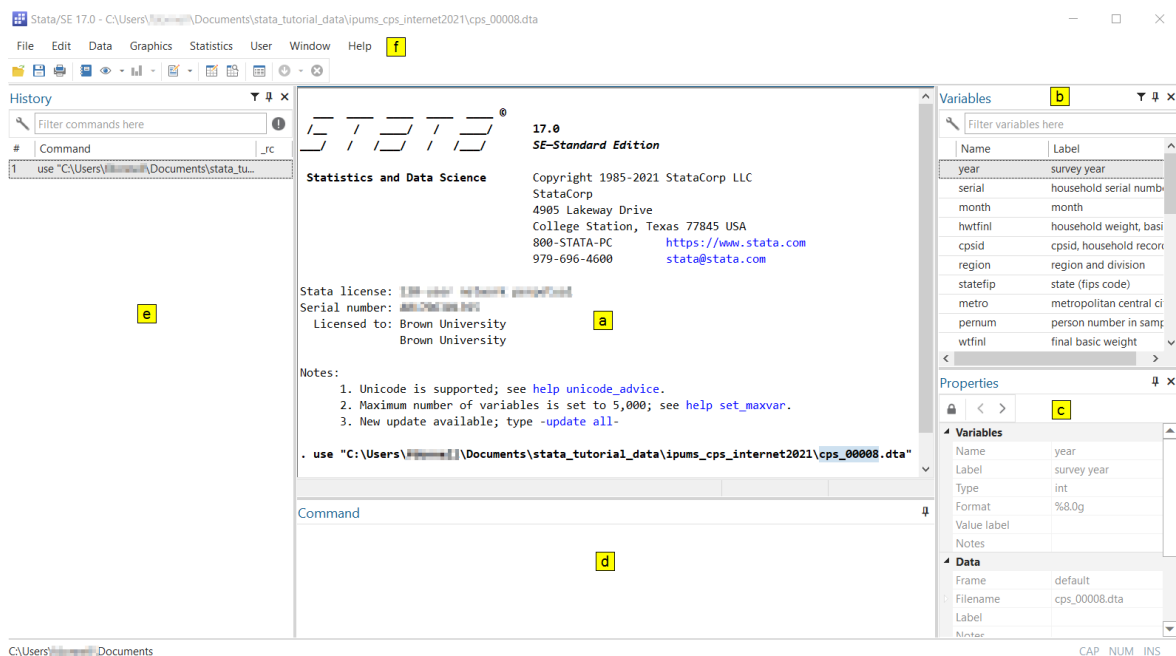 Stata/SE 17.0 - C:\Users\ \Documents\stata_tutorial_data\ipums_cps_internet2021\cps_00008.dta
File Edit Data Graphics Statistics User Window Help f
History
Filter commands here
# Command _rc
1 use "C:\Users\ \Documents\stata_tu...
e
©
17.0
SE—Standard Edition
Statistics and Data Science Copyright 1985-2021 StataCorp LLC
StataCorp
4905 Lakeway Drive
College Station, Texas 77845 USA
800-STATA-PC https://www.stata.com
979-696-4600 stata@stata.com
Stata license:
Serial number:
a
Licensed to: Brown University
Brown University
Notes:
1. Unicode is supported; see help unicode_advice.
2. Maximum number of variables is set to 5,000; see help set_maxvar.
3. New update available; type -update all-
. use "C:\Users\ \Documents\stata_tutorial_data\ipums_cps_internet2021\cps_00008.dta"
Command
d
Variables b
Filter variables here
Name Label
year survey year
serial household serial numbe
month month
hwtfinl household weight, basi
cpsid cpsid, household recor
region region and division
statefip state (fips code)
metro metropolitan central ci
pernum person number in samp
wtfinl final basic weight
Properties
c
Variables
Name year
Label survey year
Type int
Format %8.0g
Value label
Notes
Data
Frame default
Filename cps_00008.dta
Label
Notes
C:\Users\ \Documents
CAP NUM INS